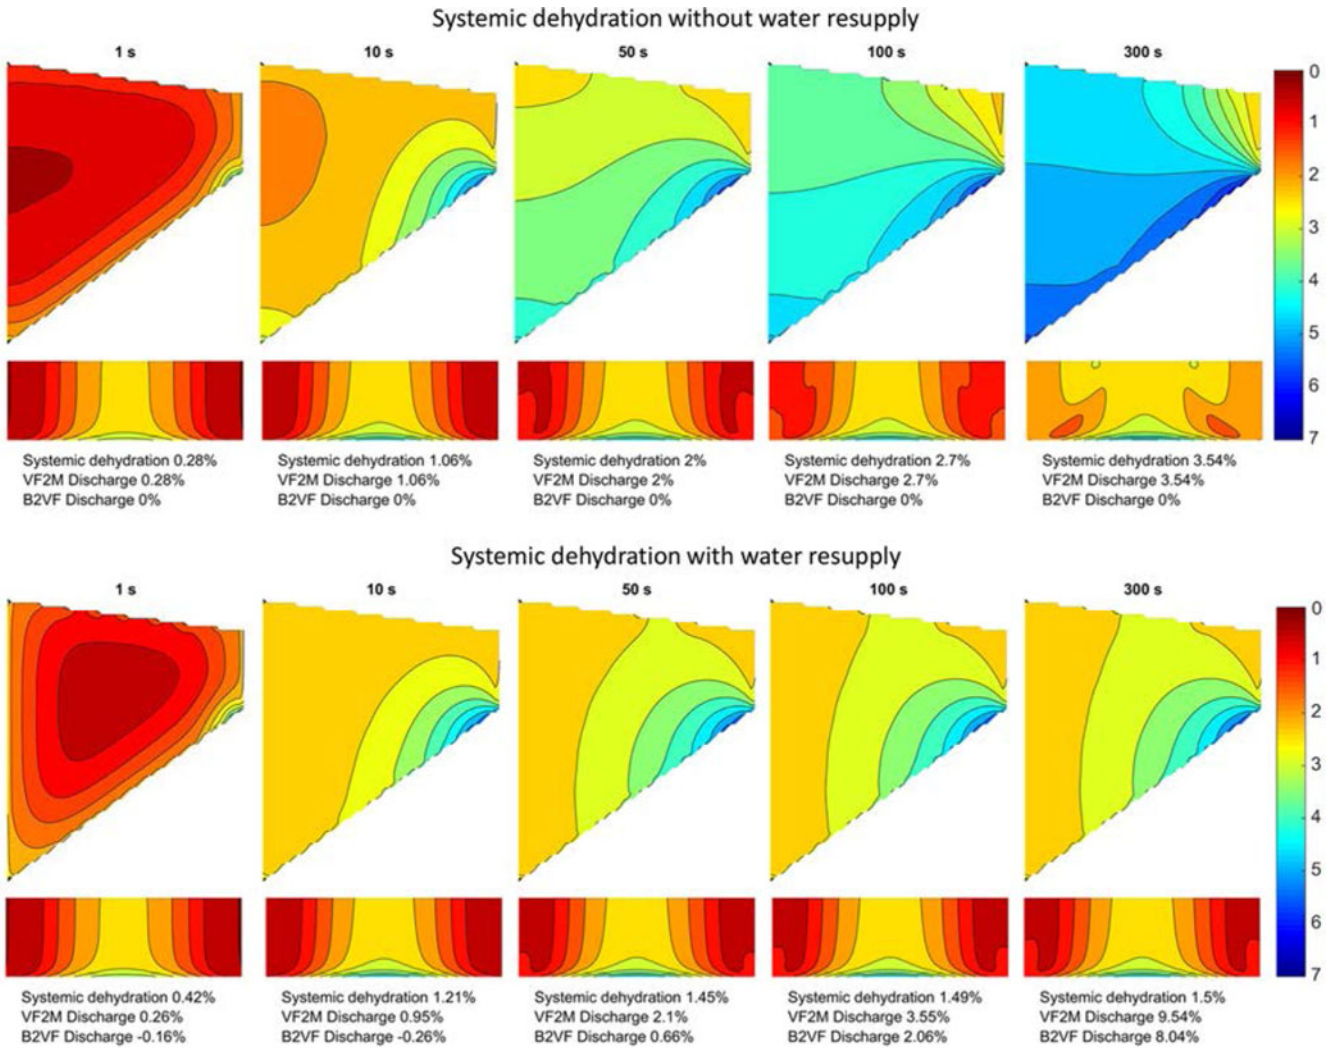 Systemic dehydration without water resupply
1 s 10 s 50 s 100 s 300 s
0
1
2
3
4
5
6
7
Systemic dehydration 0.28%
VF2M Discharge 0.28%
B2VF Discharge 0%
Systemic dehydration 1.06%
VF2M Discharge 1.06%
B2VF Discharge 0%
Systemic dehydration 2%
VF2M Discharge 2%
B2VF Discharge 0%
Systemic dehydration 2.7%
VF2M Discharge 2.7%
B2VF Discharge 0%
Systemic dehydration 3.54%
VF2M Discharge 3.54%
B2VF Discharge 0%
Systemic dehydration with water resupply
1 s 10 s 50 s 100 s 300 s
0
1
2
3
4
5
6
7
Systemic dehydration 0.42%
VF2M Discharge 0.26%
B2VF Discharge -0.16%
Systemic dehydration 1.21%
VF2M Discharge 0.95%
B2VF Discharge -0.26%
Systemic dehydration 1.45%
VF2M Discharge 2.1%
B2VF Discharge 0.66%
Systemic dehydration 1.49%
VF2M Discharge 3.55%
B2VF Discharge 2.06%
Systemic dehydration 1.5%
VF2M Discharge 9.54%
B2VF Discharge 8.04%